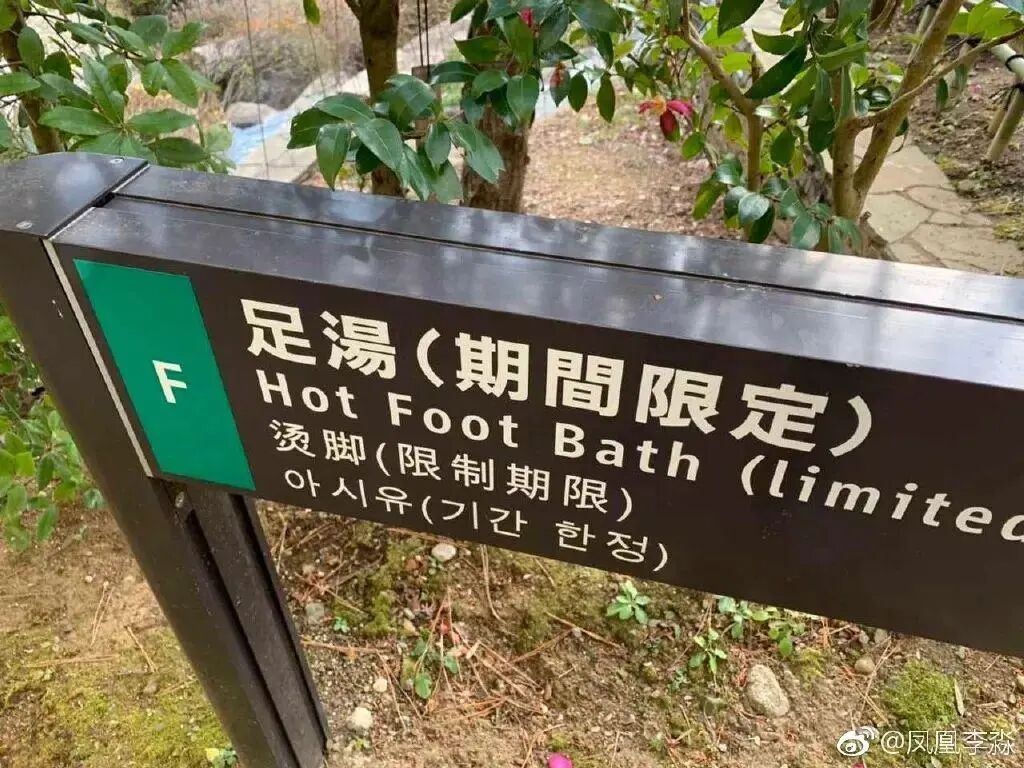 F
足湯(期間限定)
Hot Foot Bath (limited
烫脚(限制期限)
아시유(기간 한정)
@凤凰李淼